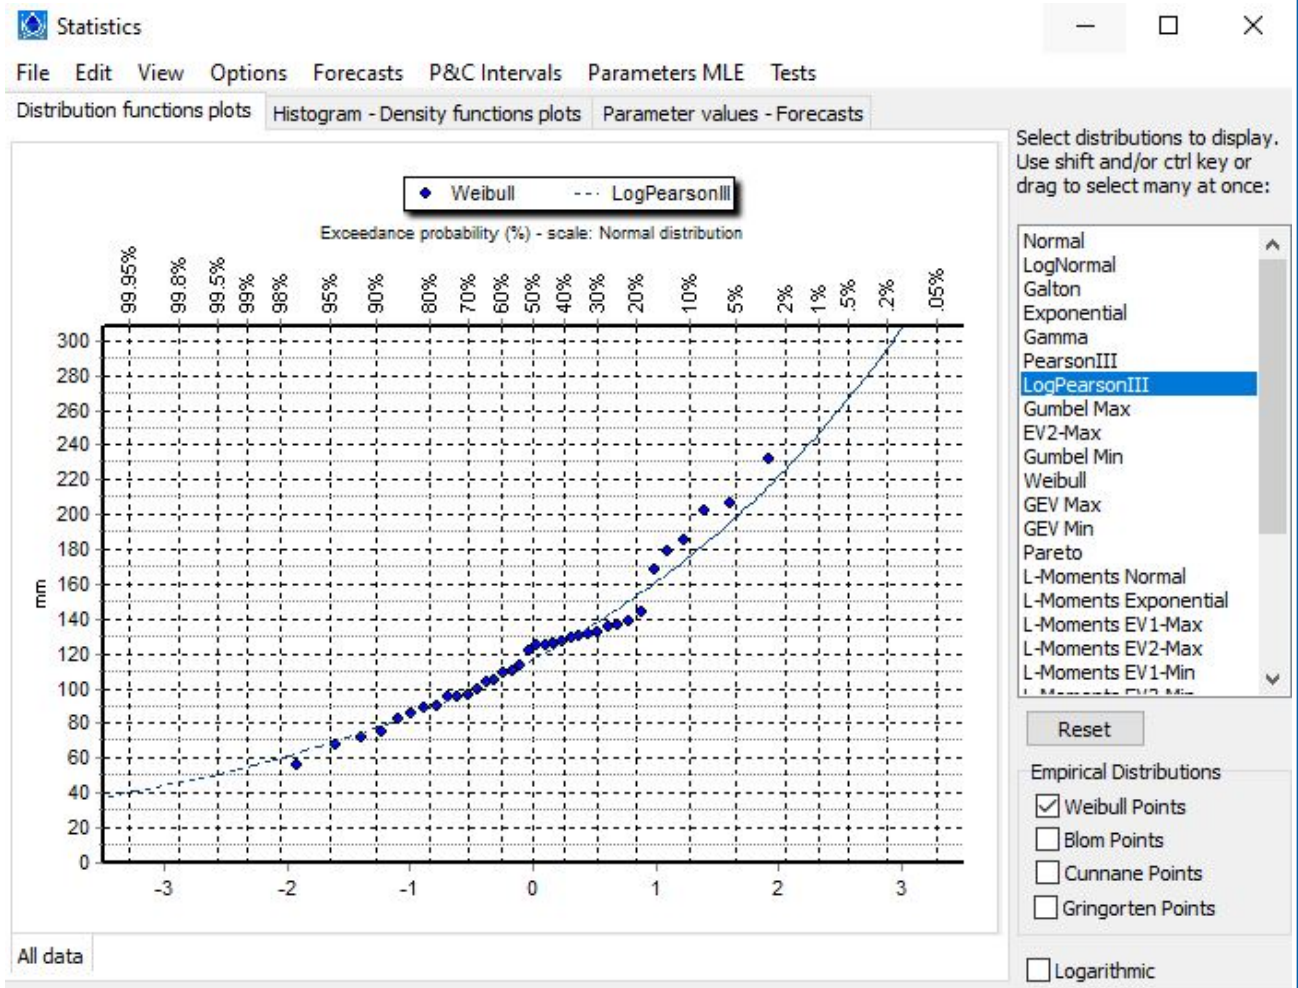 Statistics
File Edit View Options Forecasts P&C Intervals Parameters MLE Tests
Distribution functions plots Histogram - Density functions plots Parameter values - Forecasts
Weibull LogPearsonIII
Exceedance probability (%) - scale: Normal distribution
99.95% 99.8% 99.5% 99% 98% 95% 90% 80% 70% 60% 50% 40% 30% 20% 10% 5% 2% 1% .5% .2% .05%
300
280
260
240
220
200
180
160
140
120
100
80
60
40
20
0
mm
-3 -2 -1 0 1 2 3
All data
Select distributions to display.
Use shift and/or ctrl key or
drag to select many at once:
Normal
LogNormal
Galton
Exponential
Gamma
PearsonIII
LogPearsonIII
Gumbel Max
EV2-Max
Gumbel Min
Weibull
GEV Max
GEV Min
Pareto
L-Moments Normal
L-Moments Exponential
L-Moments EV1-Max
L-Moments EV2-Max
L-Moments EV1-Min
Reset
Empirical Distributions
Weibull Points
Blom Points
Cunnane Points
Gringorten Points
Logarithmic